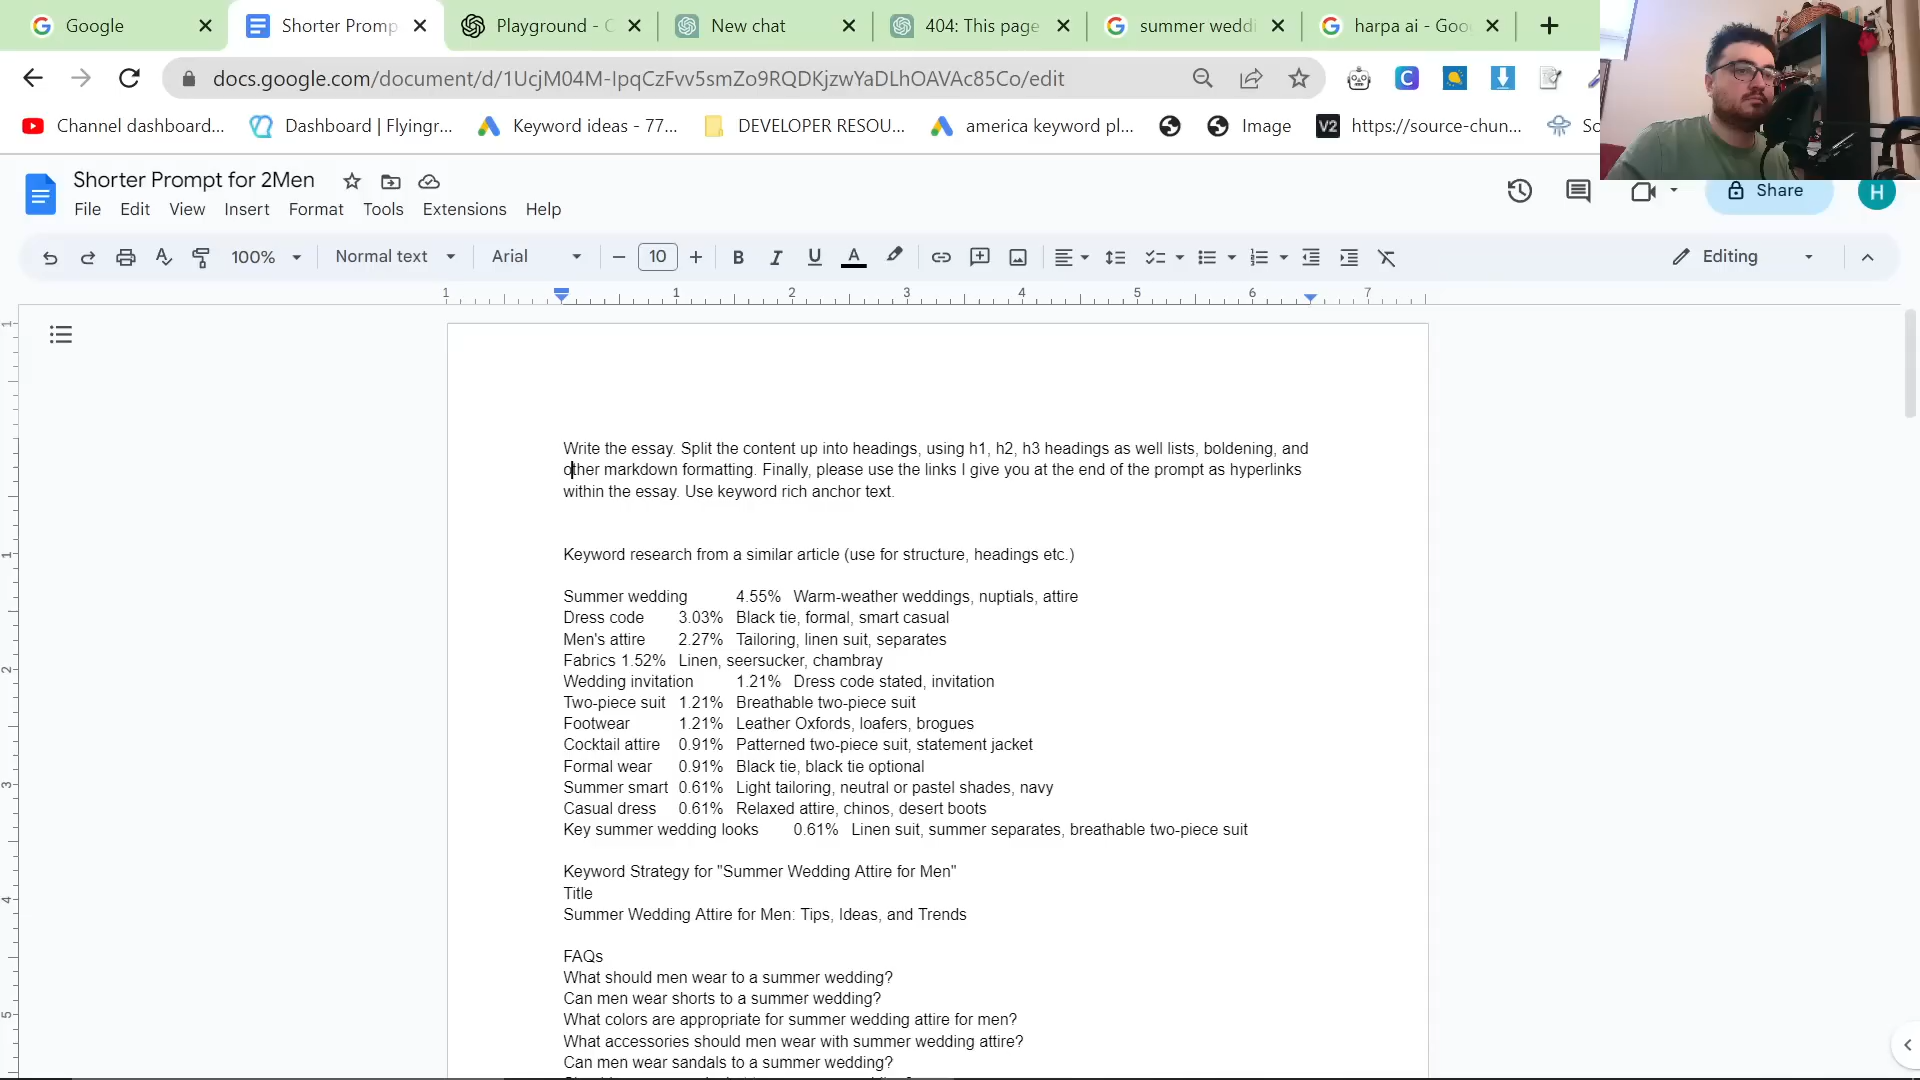 Google
Shorter Promp
Playground - C
New chat
404: This page
summer weddi
harpa ai - Goo
docs.google.com/document/d/1UcjM04M-IpqCzFvv5smZo9RQDKjzwYaDLhOAVAc85Co/edit
Channel dashboard...
Dashboard | Flyingr...
Keyword ideas - 77...
DEVELOPER RESOU...
america keyword pl...
Image
V2
https://source-chun...
Sc
Shorter Prompt for 2Men
Share
H
File Edit View Insert Format Tools Extensions Help
100% Normal text Arial 10 B I U A Editing
1 1 2 3 4 5 6 7
Write the essay. Split the content up into headings, using h1, h2, h3 headings as well lists, boldening, and
other markdown formatting. Finally, please use the links I give you at the end of the prompt as hyperlinks
within the essay. Use keyword rich anchor text.
Keyword research from a similar article (use for structure, headings etc.)
Summer wedding 4.55% Warm-weather weddings, nuptials, attire
Dress code 3.03% Black tie, formal, smart casual
Men's attire 2.27% Tailoring, linen suit, separates
Fabrics 1.52% Linen, seersucker, chambray
Wedding invitation 1.21% Dress code stated, invitation
Two-piece suit 1.21% Breathable two-piece suit
Footwear 1.21% Leather Oxfords, loafers, brogues
Cocktail attire 0.91% Patterned two-piece suit, statement jacket
Formal wear 0.91% Black tie, black tie optional
Summer smart 0.61% Light tailoring, neutral or pastel shades, navy
Casual dress 0.61% Relaxed attire, chinos, desert boots
Key summer wedding looks 0.61% Linen suit, summer separates, breathable two-piece suit
Keyword Strategy for "Summer Wedding Attire for Men"
Title
Summer Wedding Attire for Men: Tips, Ideas, and Trends
FAQs
What should men wear to a summer wedding?
Can men wear shorts to a summer wedding?
What colors are appropriate for summer wedding attire for men?
What accessories should men wear with summer wedding attire?
Can men wear sandals to a summer wedding?